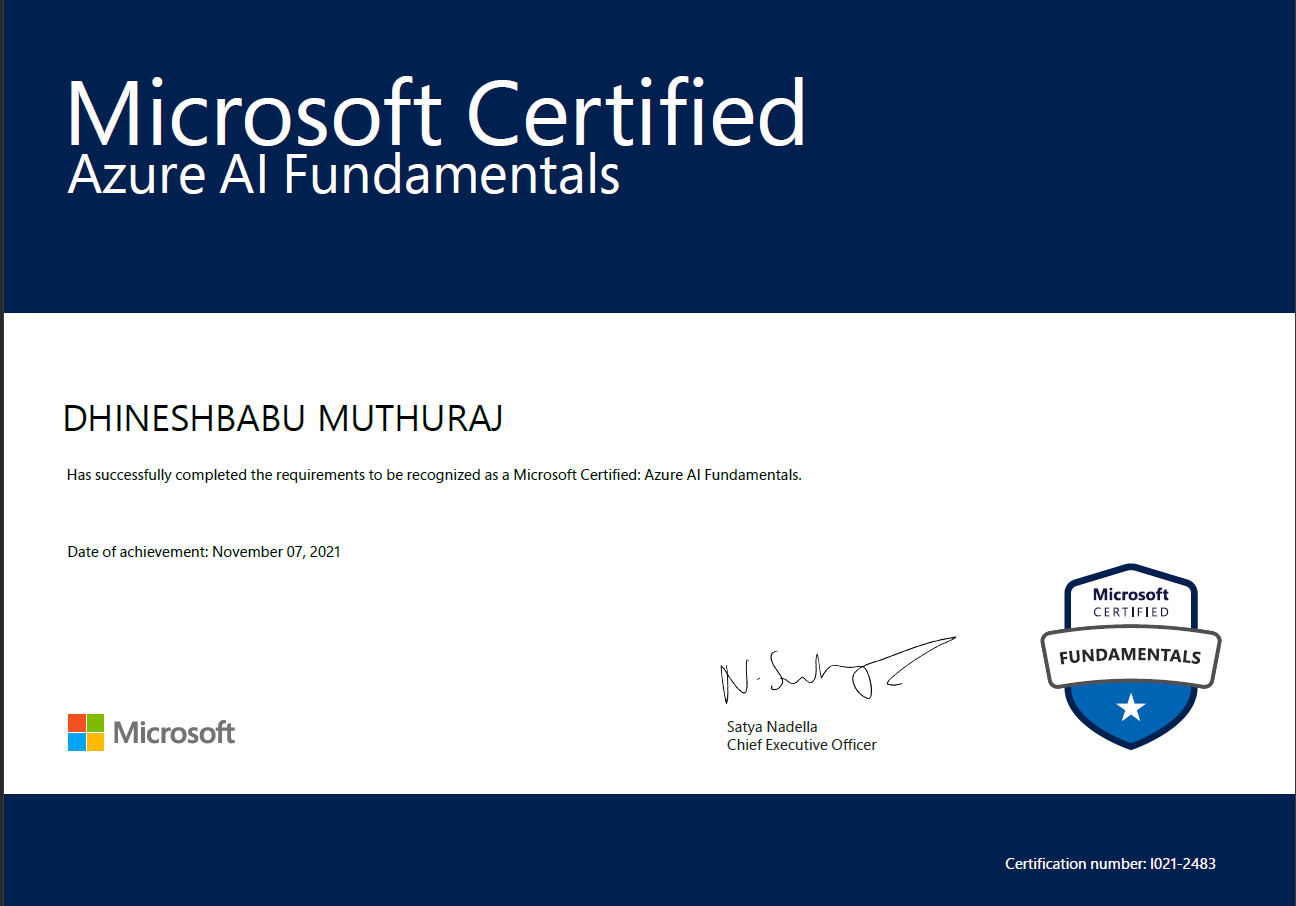 Microsoft Certified
Azure AI Fundamentals
DHINESHBABU MUTHURAJ
Has successfully completed the requirements to be recognized as a Microsoft Certified: Azure AI Fundamentals.
Date of achievement: November 07, 2021
Microsoft
CERTIFIED
FUNDAMENTALS
Microsoft
Satya Nadella
Chief Executive Officer
Certification number: I021-2483